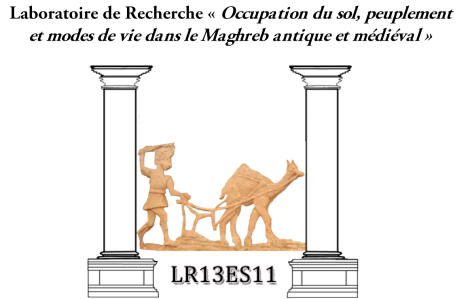 Laboratoire de Recherche « Occupation du sol, peuplement
et modes de vie dans le Maghreb antique et médiéval »
LR13ES11